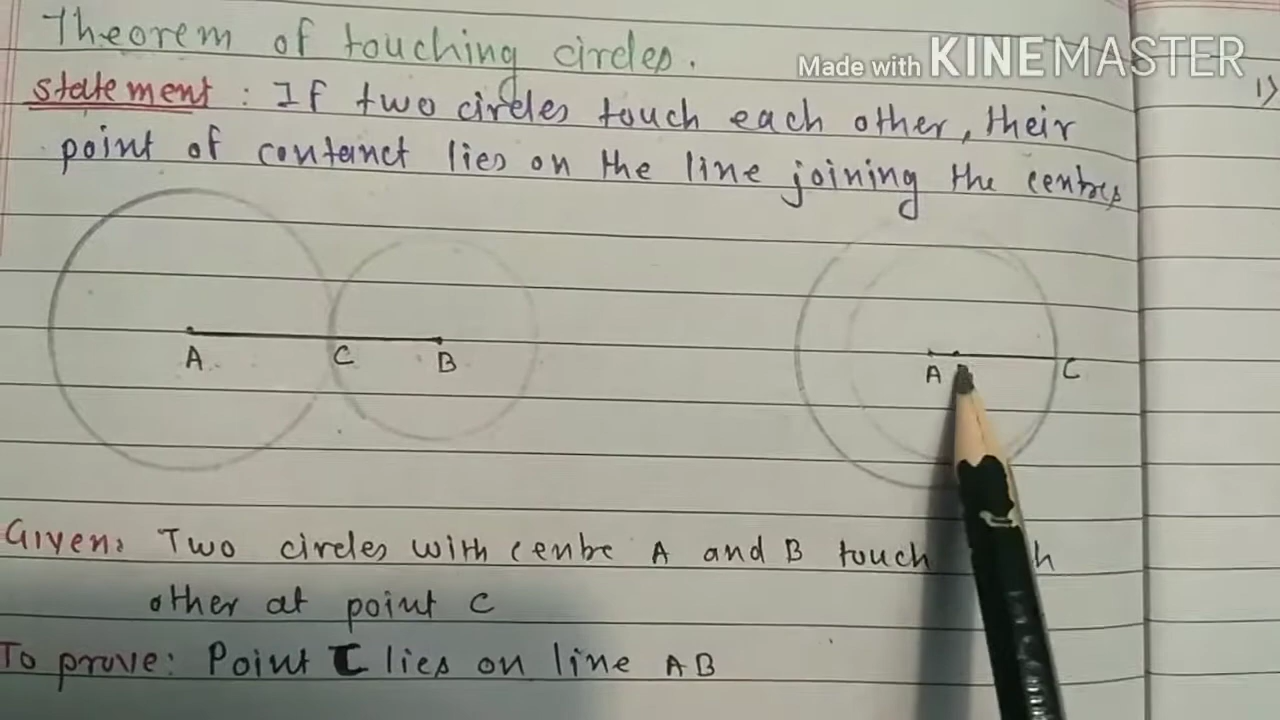 Theorem of touching circles.
Made with KINEMASTER
1)
Statement : If two circles touch each other, their
point of contanct lies on the line joining the centres
A C B
A C
Given: Two circles with centre A and B touch h
other at point C
To prove: Point C lies on line AB